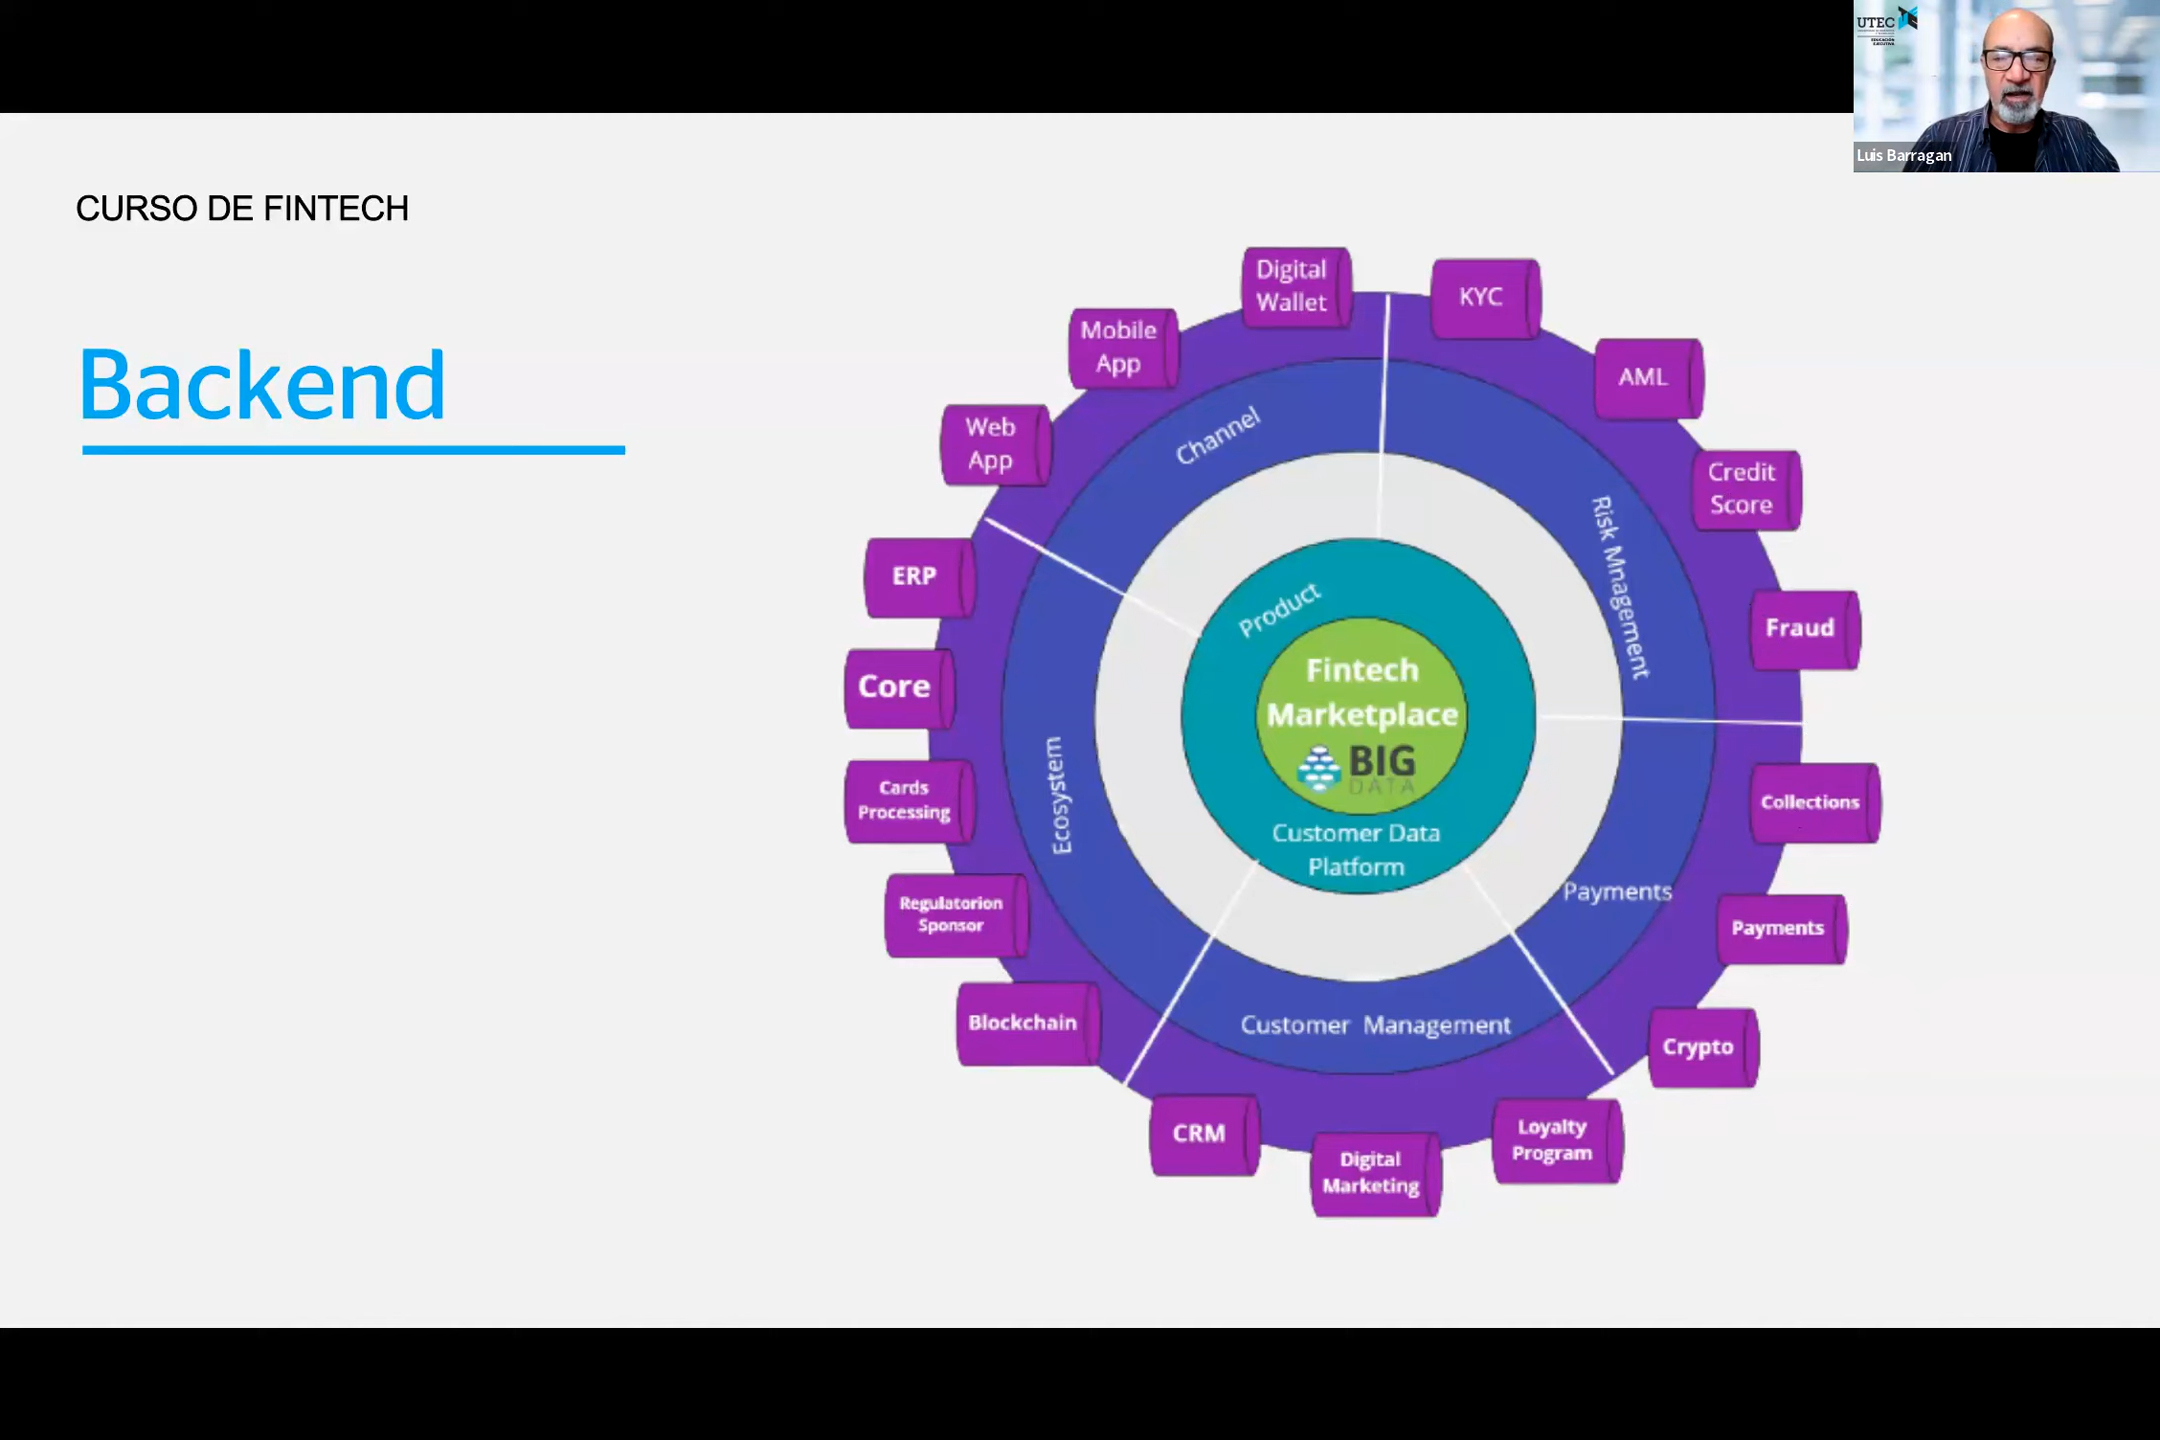 UTEC
EDUCACIÓN
EJECUTIVA
Luis Barragan
CURSO DE FINTECH
Backend
Digital
Wallet
KYC
Mobile
App
AML
Web
App
Credit
Score
Channel
Risk Mnagement
ERP
Fraud
Product
Core
Fintech
Marketplace
BIG
DATA
Ecosystem
Cards
Processing
Collections
Customer Data
Platform
Payments
Regulatorion
Sponsor
Payments
Blockchain
Customer Management
Crypto
CRM
Digital
Marketing
Loyalty
Program